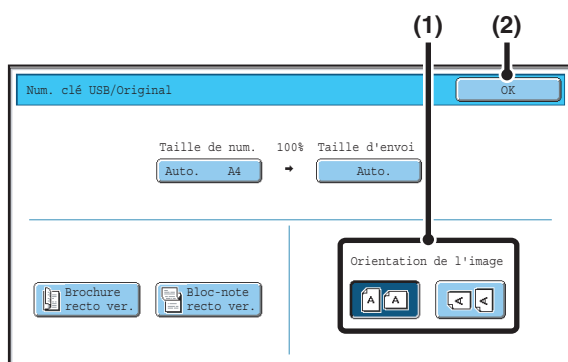 (1) (2)
Num. clé USB/Original
OK
Taille de num. 100% Taille d'envoi
Auto. A4
Auto.
Orientation de l'image
Brochure
recto ver.
Bloc-note
recto ver.
A A
A A